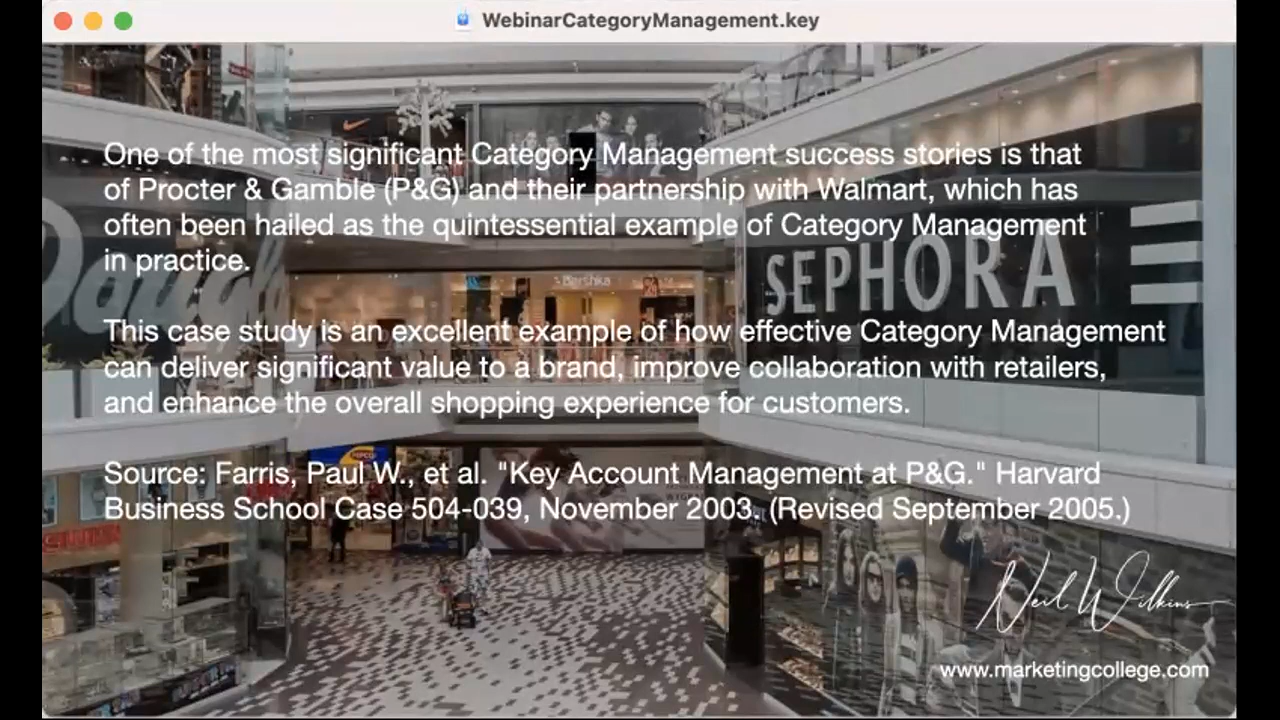 WebinarCategoryManagement.key
One of the most significant Category Management success stories is that
of Procter & Gamble (P&G) and their partnership with Walmart, which has
often been hailed as the quintessential example of Category Management
in practice.
This case study is an excellent example of how effective Category Management
can deliver significant value to a brand, improve collaboration with retailers,
and enhance the overall shopping experience for customers.
Source: Farris, Paul W., et al. "Key Account Management at P&G." Harvard
Business School Case 504-039, November 2003. (Revised September 2005.)
SEPHORA
Bershka
Neil Wilkins
www.marketingcollege.com